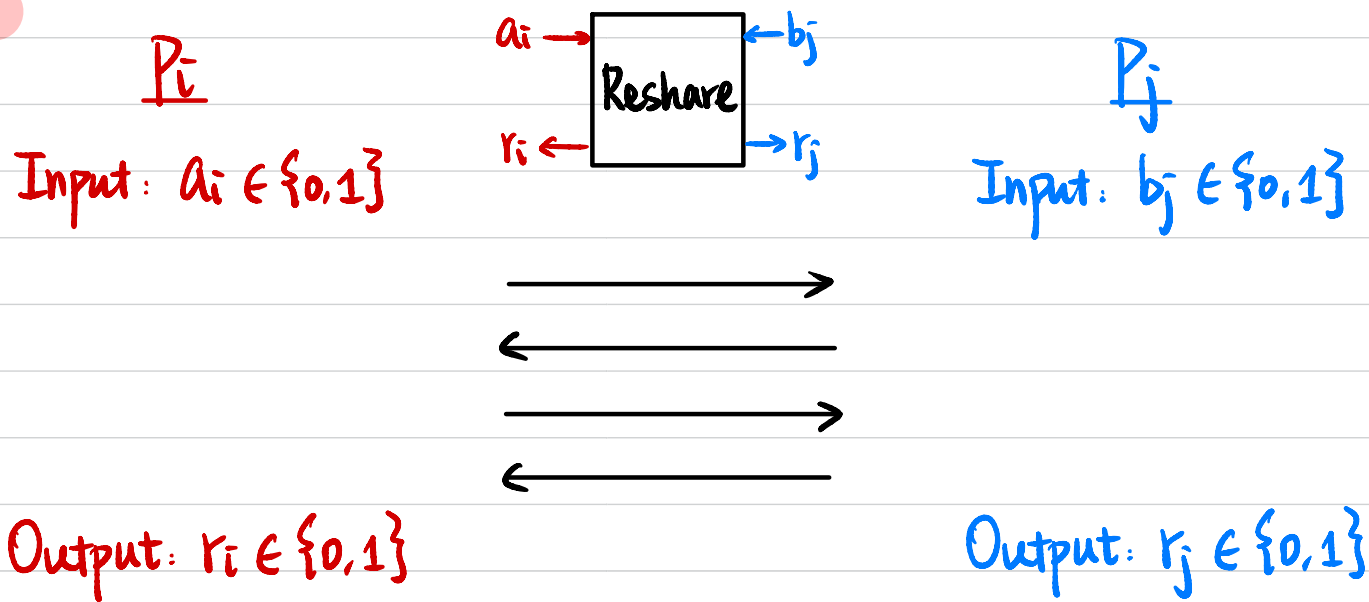 aᵢ → ← bⱼ
Pᵢ Reshare Pⱼ
rᵢ ← → rⱼ
Input: aᵢ ∈ {0,1} Input: bⱼ ∈ {0,1}
Output: rᵢ ∈ {0,1} Output: rⱼ ∈ {0,1}